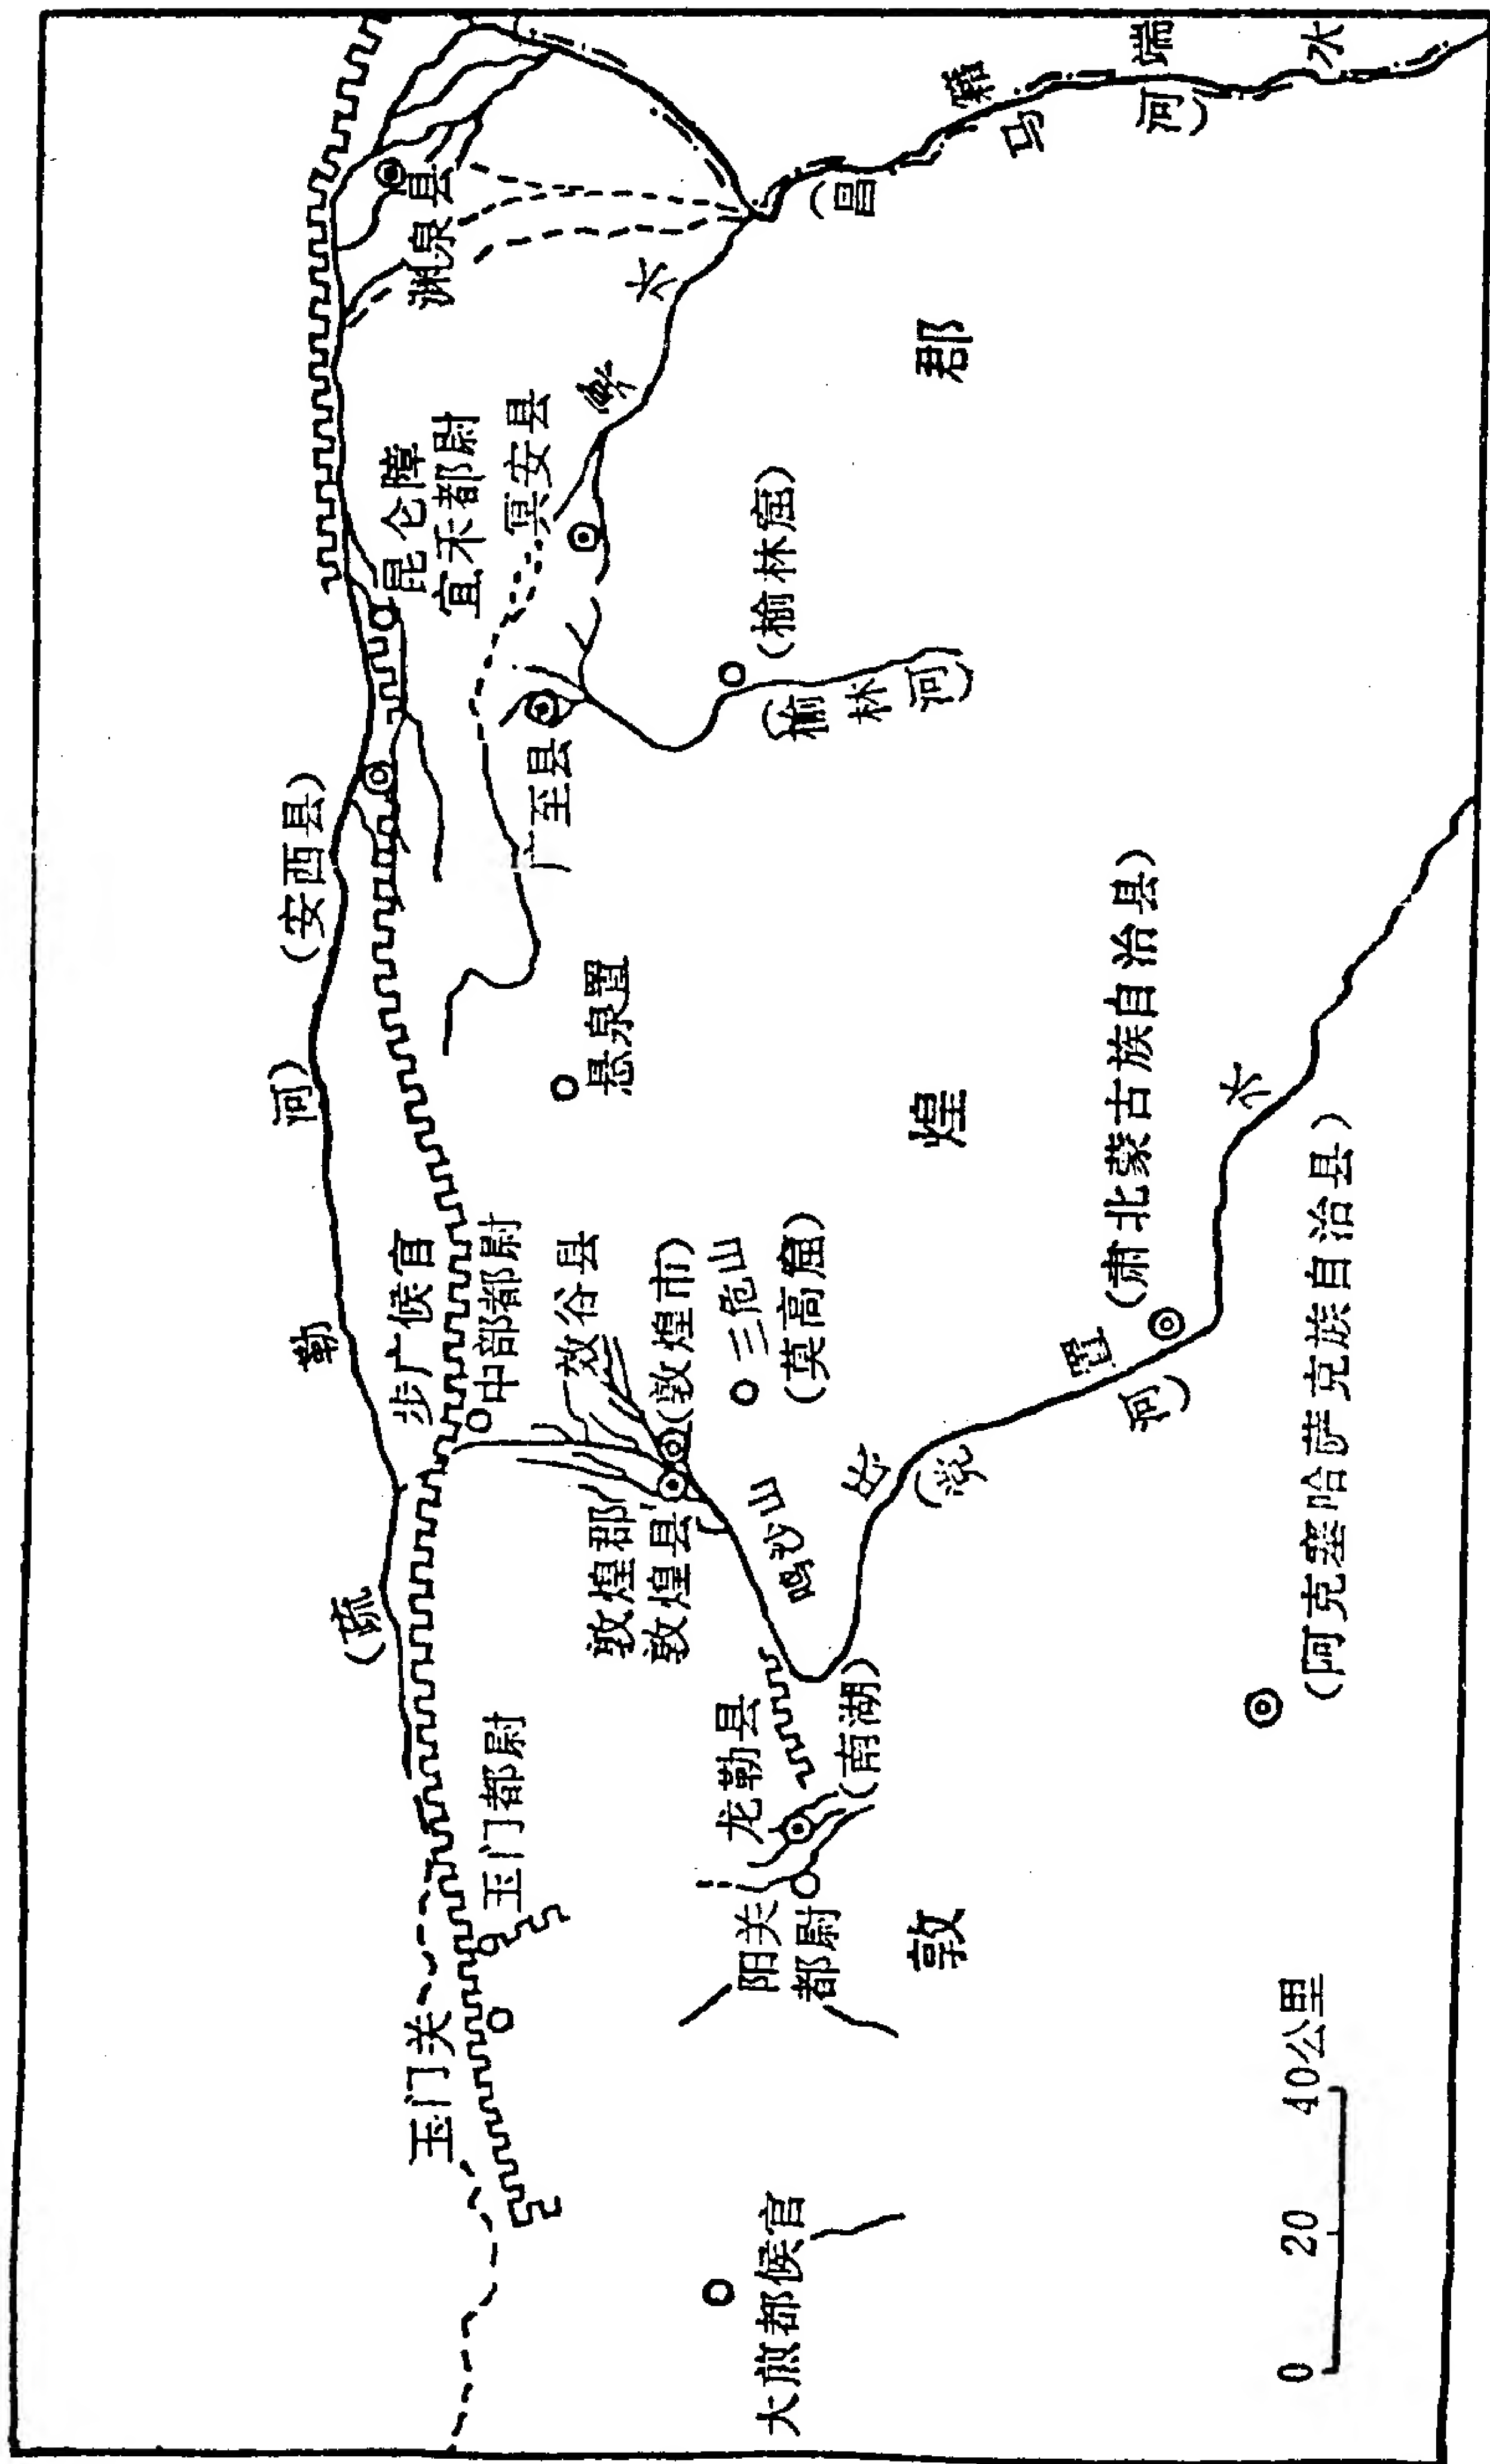 (疏勒河)
(安西县)
玉门关
玉门都尉
步广候官
中部都尉
效谷县
(敦煌市)
敦煌郡
敦煌县
三危山
(莫高窟)
鸣沙山
悬泉置
广至县
昆仑障
宜禾都尉
冥安县
渊泉县
冥水
(榆林窟)
(榆林河)
籍端水
(昌马河)
龙勒县
(南湖)
阳关
都尉
大煎都候官
敦煌郡
氐置水
(党河)
(肃北蒙古族自治县)
(阿克塞哈萨克族自治县)
0 20 40公里